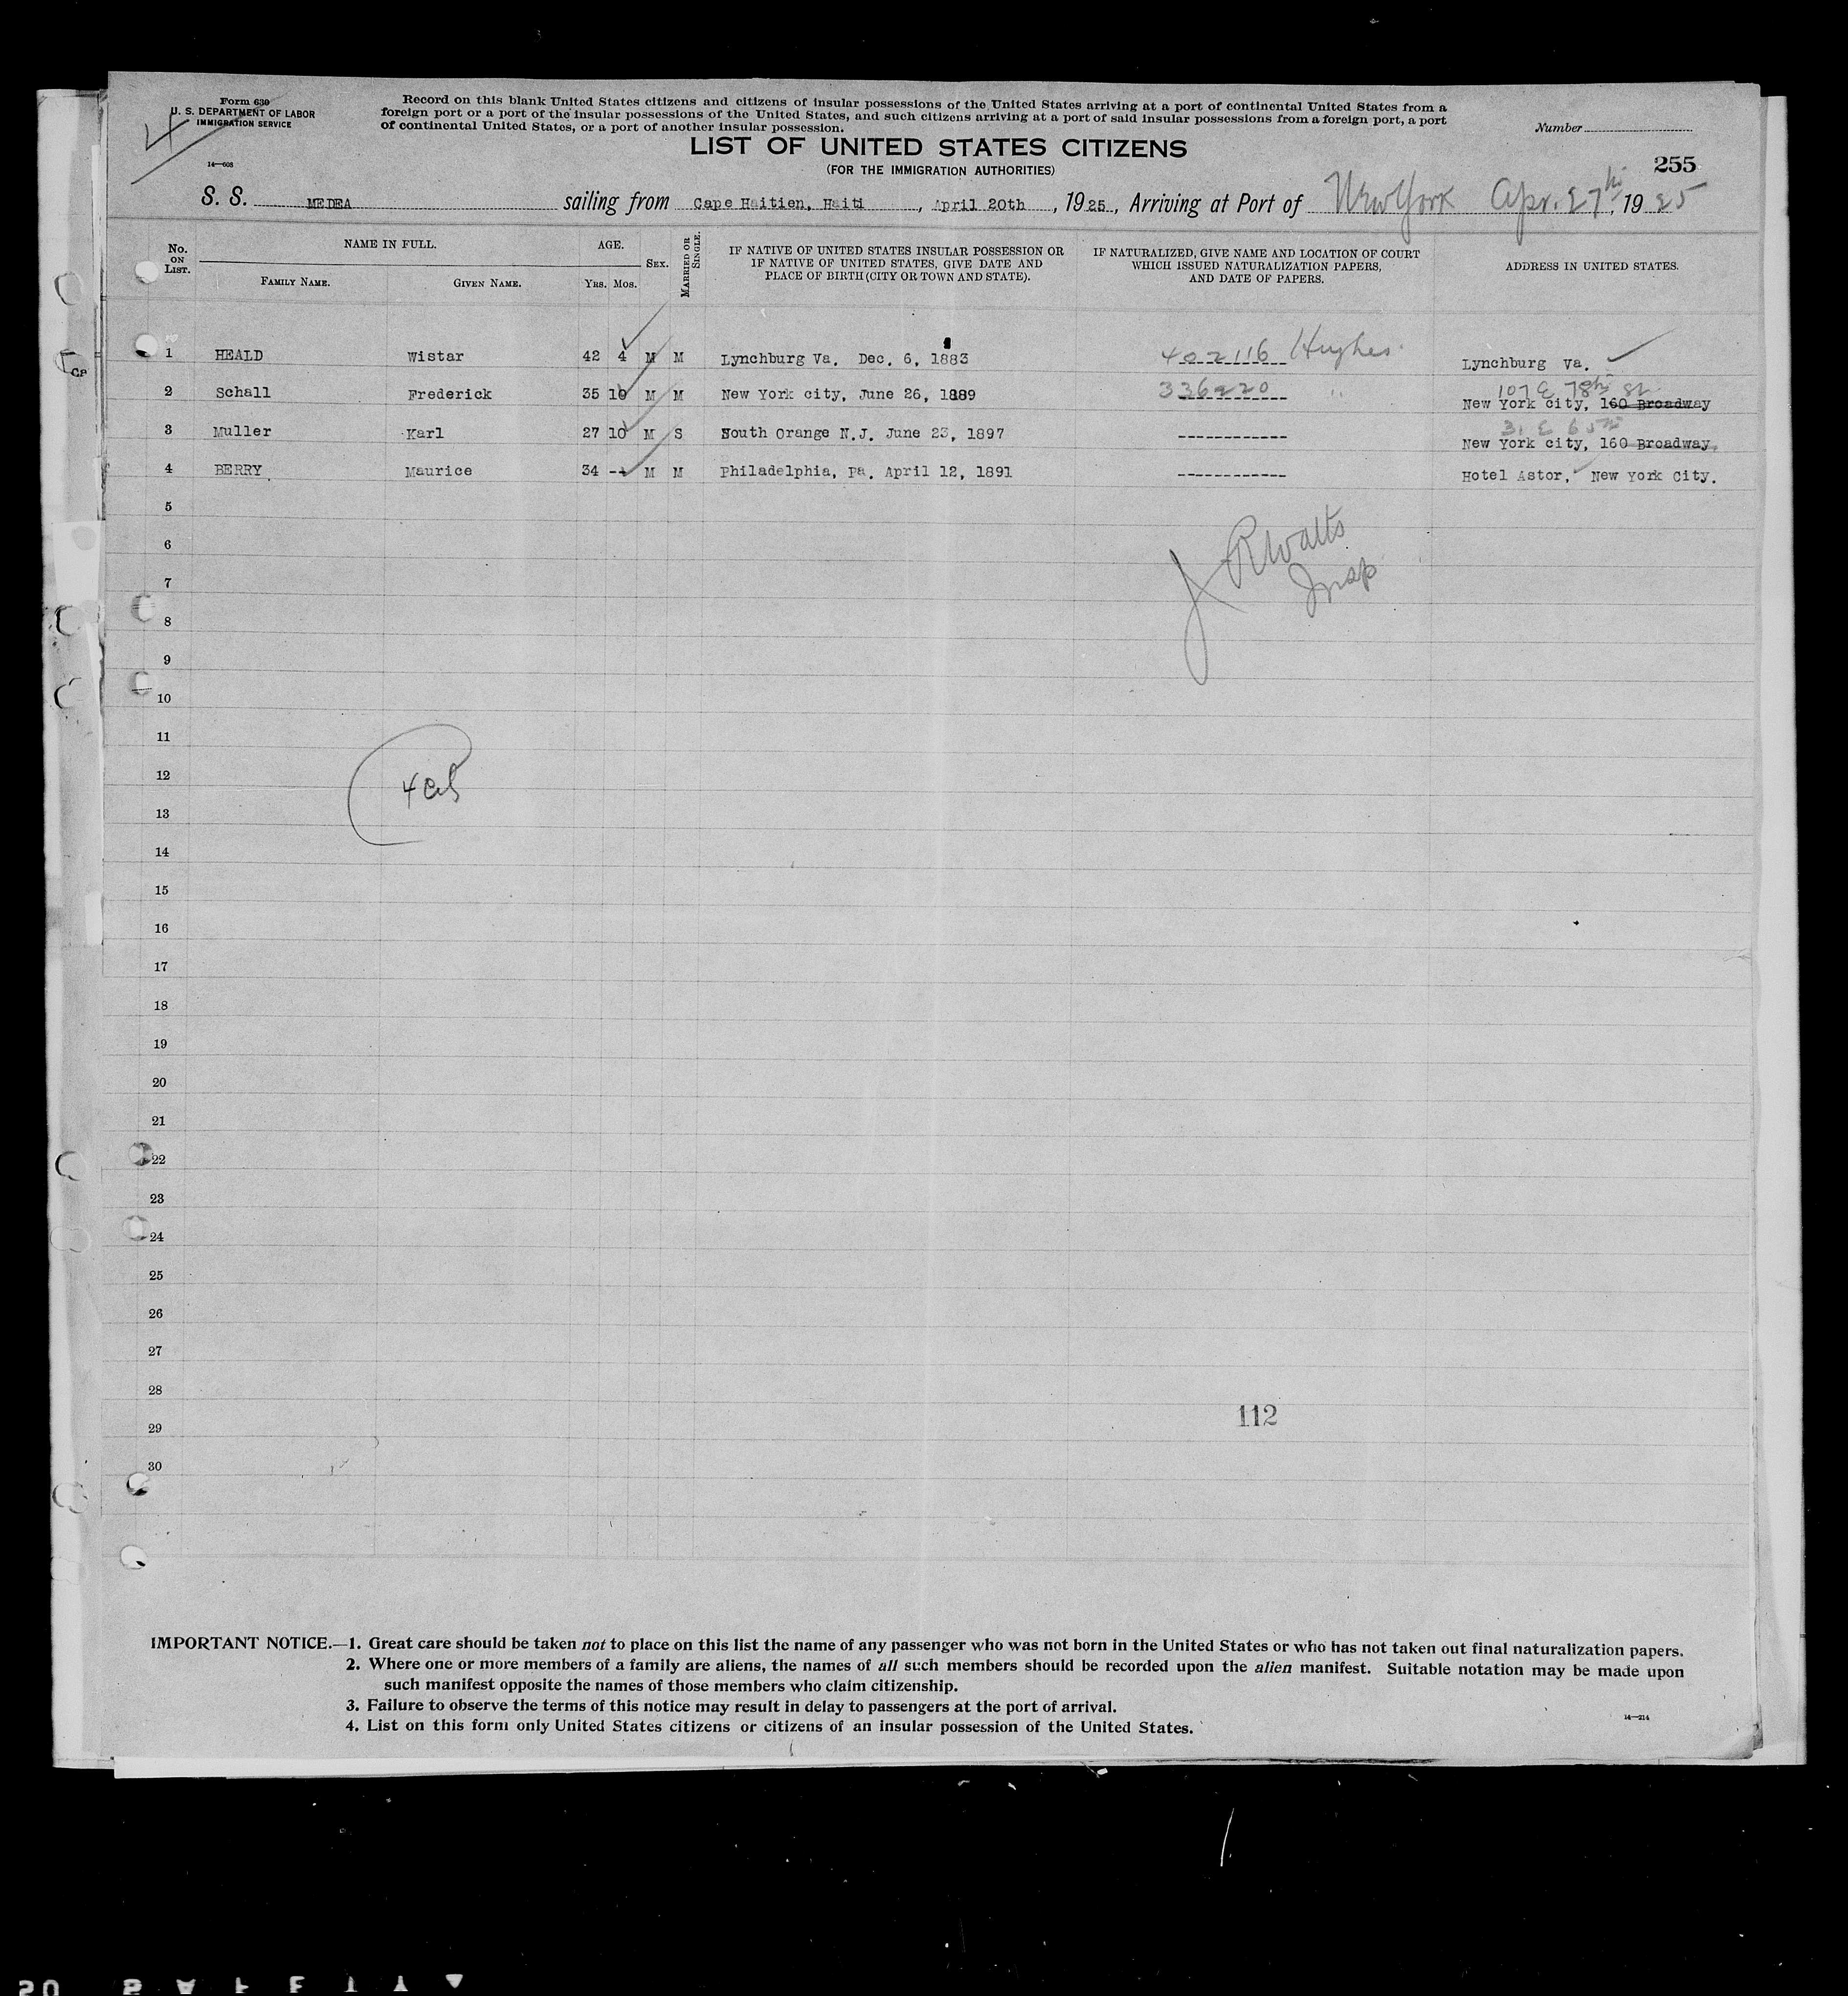 Form 630
U. S. DEPARTMENT OF LABOR
IMMIGRATION SERVICE
14—608
4
Record on this blank United States citizens and citizens of insular possessions of the United States arriving at a port of continental United States from a
foreign port or a port of the insular possessions of the United States, and such citizens arriving at a port of said insular possessions from a foreign port, a port
of continental United States, or a port of another insular possession.
Number
LIST OF UNITED STATES CITIZENS
(FOR THE IMMIGRATION AUTHORITIES)
255
S. S. MEDEA sailing from Cape Haitien, Haiti, April 20th, 1925, Arriving at Port of New York Apr. 27th, 1925
No. ON LIST.
NAME IN FULL.
FAMILY NAME. GIVEN NAME.
AGE.
YRS. MOS.
SEX.
MARRIED OR SINGLE.
IF NATIVE OF UNITED STATES INSULAR POSSESSION OR
IF NATIVE OF UNITED STATES, GIVE DATE AND
PLACE OF BIRTH (CITY OR TOWN AND STATE).
IF NATURALIZED, GIVE NAME AND LOCATION OF COURT
WHICH ISSUED NATURALIZATION PAPERS,
AND DATE OF PAPERS.
ADDRESS IN UNITED STATES.
1 HEALD Wistar 42 4 M M Lynchburg Va. Dec. 6, 1883 402116 Hughes Lynchburg Va.
107 E 78th St
2 Schall Frederick 35 10 M M New York city, June 26, 1889 336220 " New York city, 160 Broadway
31 E 65th
3 Muller Karl 27 10 M S South Orange N.J. June 23, 1897 ------------ New York city, 160 Broadway,
4 BERRY Maurice 34 -- M M Philadelphia, pa. April 12, 1891 ------------ Hotel Astor, New York City.
5
6
J R Watts
Insp
7
8
9
10
11
12
4
13
14
15
16
17
18
19
20
21
22
23
24
25
26
27
28
112
29
30
IMPORTANT NOTICE.—1. Great care should be taken not to place on this list the name of any passenger who was not born in the United States or who has not taken out final naturalization papers.
2. Where one or more members of a family are aliens, the names of all such members should be recorded upon the alien manifest. Suitable notation may be made upon
such manifest opposite the names of those members who claim citizenship.
3. Failure to observe the terms of this notice may result in delay to passengers at the port of arrival.
4. List on this form only United States citizens or citizens of an insular possession of the United States.
14—214
SAFETY